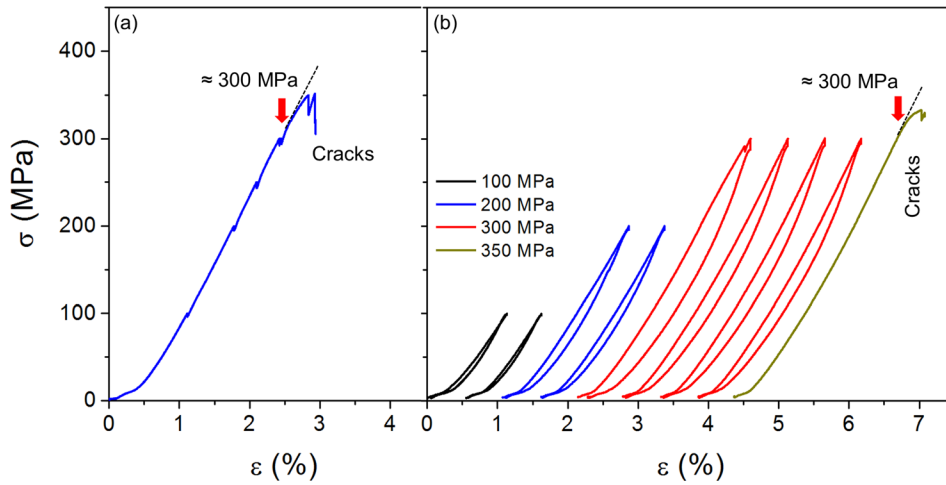 (a)
≈ 300 MPa
Cracks
σ (MPa)
400
300
200
100
0
0
1
2
3
4
ε (%)
(b)
≈ 300 MPa
Cracks
100 MPa
200 MPa
300 MPa
350 MPa
0
1
2
3
4
5
6
7
ε (%)